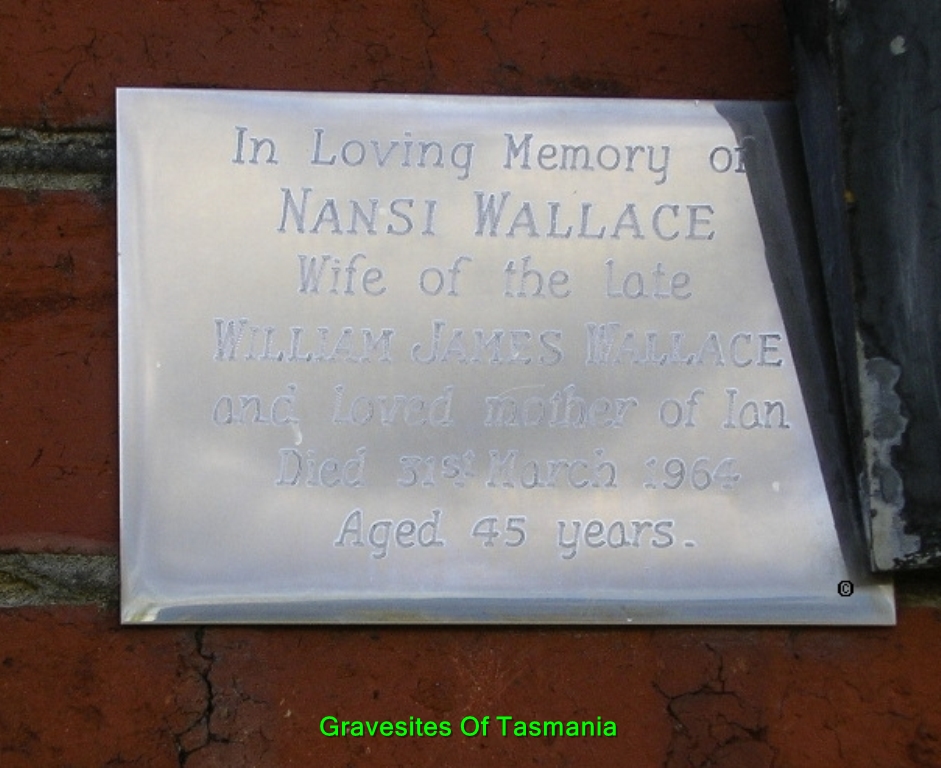 In Loving Memory of
NANSI WALLACE
Wife of the late
WILLIAM JAMES WALLACE
and loved mother of Ian
Died 31st March 1964
Aged 45 years.
©
Gravesites Of Tasmania